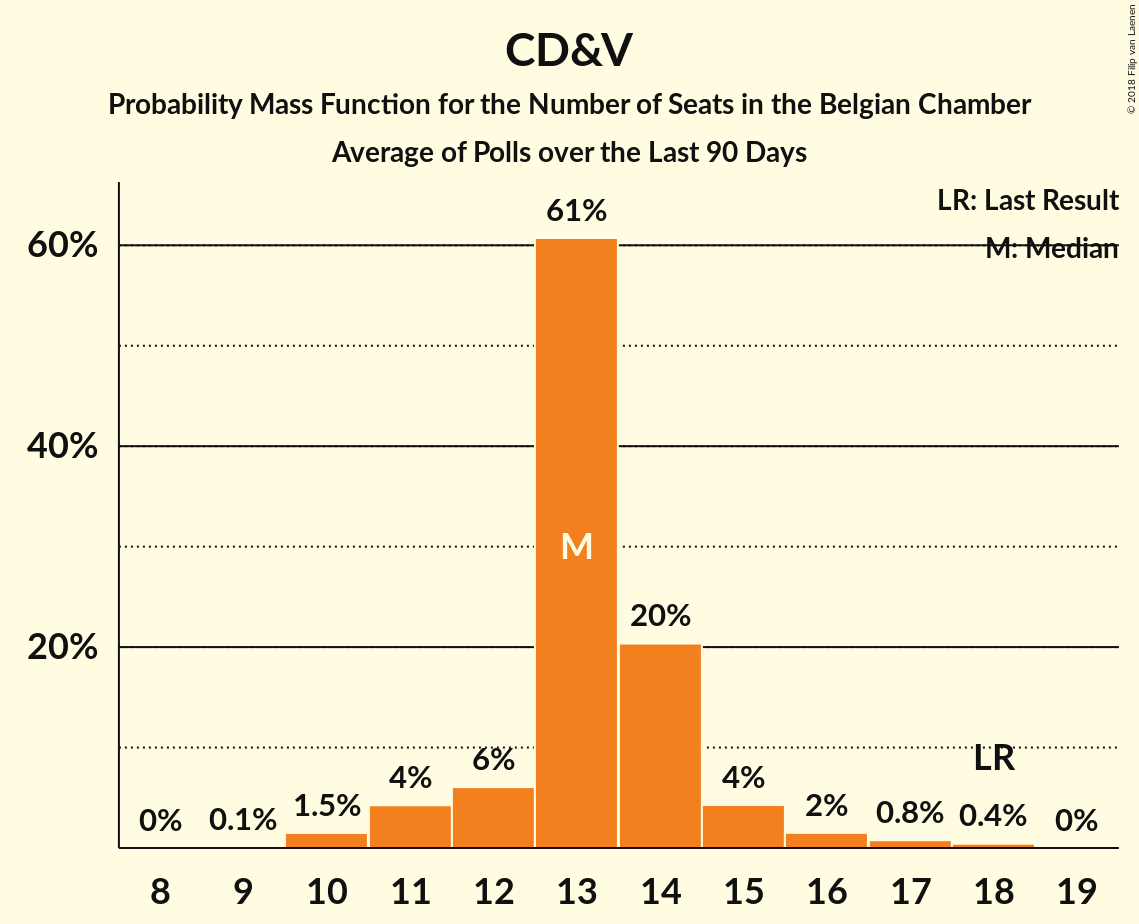 CD&V
Probability Mass Function for the Number of Seats in the Belgian Chamber
Average of Polls over the Last 90 Days
© 2018 Filip van Laenen
LR: Last Result
M: Median
60%
40%
20%
0%
0.1%
1.5%
4%
6%
61%
20%
4%
2%
0.8%
0.4%
0%
M
LR
8 9 10 11 12 13 14 15 16 17 18 19